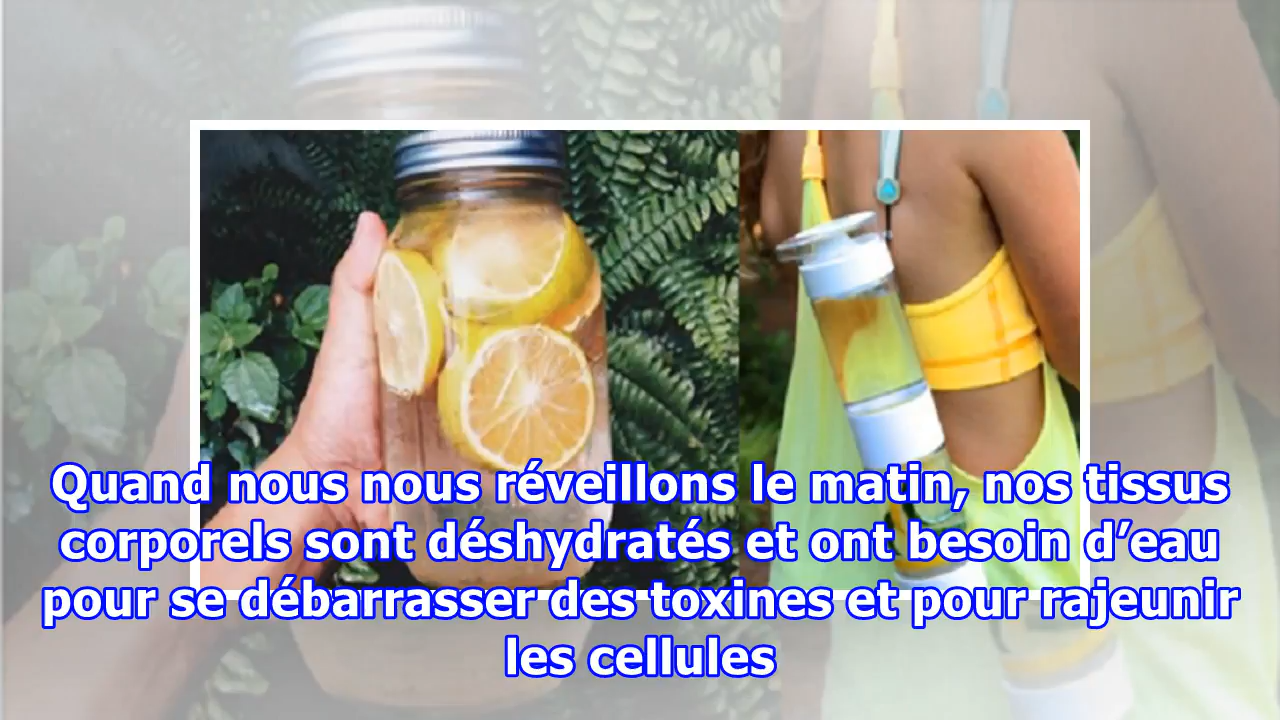 Quand nous nous réveillons le matin, nos tissus
corporels sont déshydratés et ont besoin d’eau
pour se débarrasser des toxines et pour rajeunir
les cellules